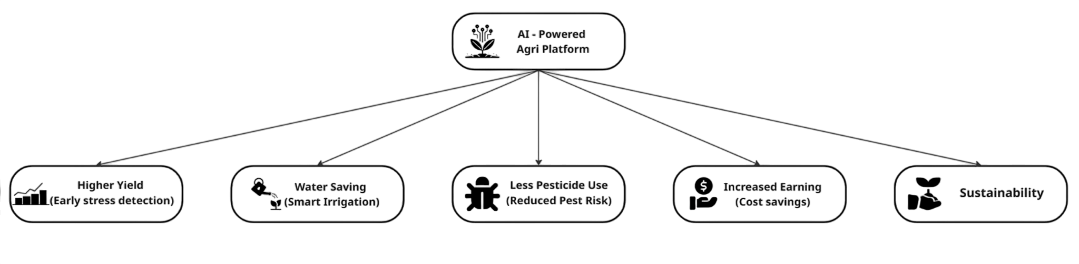 AI - Powered
Agri Platform
Higher Yield
(Early stress detection)
Water Saving
(Smart Irrigation)
Less Pesticide Use
(Reduced Pest Risk)
$
Increased Earning
(Cost savings)
Sustainability